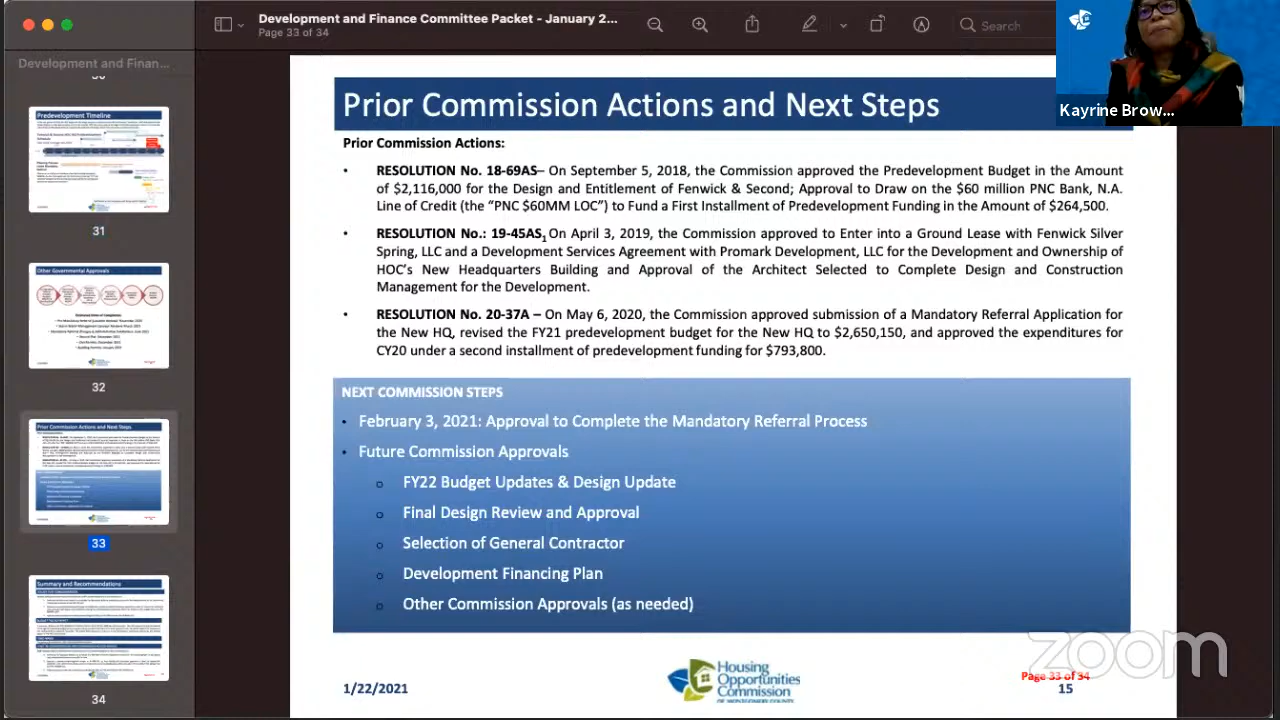 Development and Finance Committee Packet - January 2...
Page 33 of 34
Search
Kayrine Brow...
Development and Finan...
Predevelopment Timeline
31
Other Governmental Approvals
32
Prior Commission Actions and Next Steps
33
Summary and Recommendations
34
Prior Commission Actions and Next Steps
Prior Commission Actions
• RESOLUTION No.: 18-97AS– On December 5, 2018, the Commission approved the Predevelopment Budget in the Amount
of $2,116,000 for the Design and Entitlement of Fenwick & Second; Approval to Draw on the $60 million PNC Bank, N.A.
Line of Credit (the “PNC $60MM LOC”) to Fund a First Installment of Predevelopment Funding in the Amount of $264,500.
• RESOLUTION No.: 19-45AS, On April 3, 2019, the Commission approved to Enter into a Ground Lease with Fenwick Silver
Spring, LLC and a Development Services Agreement with Promark Development, LLC for the Development and Ownership of
HOC’s New Headquarters Building and Approval of the Architect Selected to Complete Design and Construction
Management for the Development.
• RESOLUTION No. 20-37A – On May 6, 2020, the Commission approved submission of a Mandatory Referral Application for
the New HQ, revised the total predevelopment budget for the New HQ to $2,650,150, and approved the expenditures for
CY20 under a second installment of predevelopment funding for $793,800.
NEXT COMMISSION STEPS
• February 3, 2021: Approval to Complete the Mandatory Referral Process
• Future Commission Approvals
o FY22 Budget Updates & Design Update
o Final Design Review and Approval
o Selection of General Contractor
o Development Financing Plan
o Other Commission Approvals (as needed)
1/22/2021
Housing
Opportunities
Commission
OF MONTGOMERY COUNTY
Page 33 of 34
15
zoom